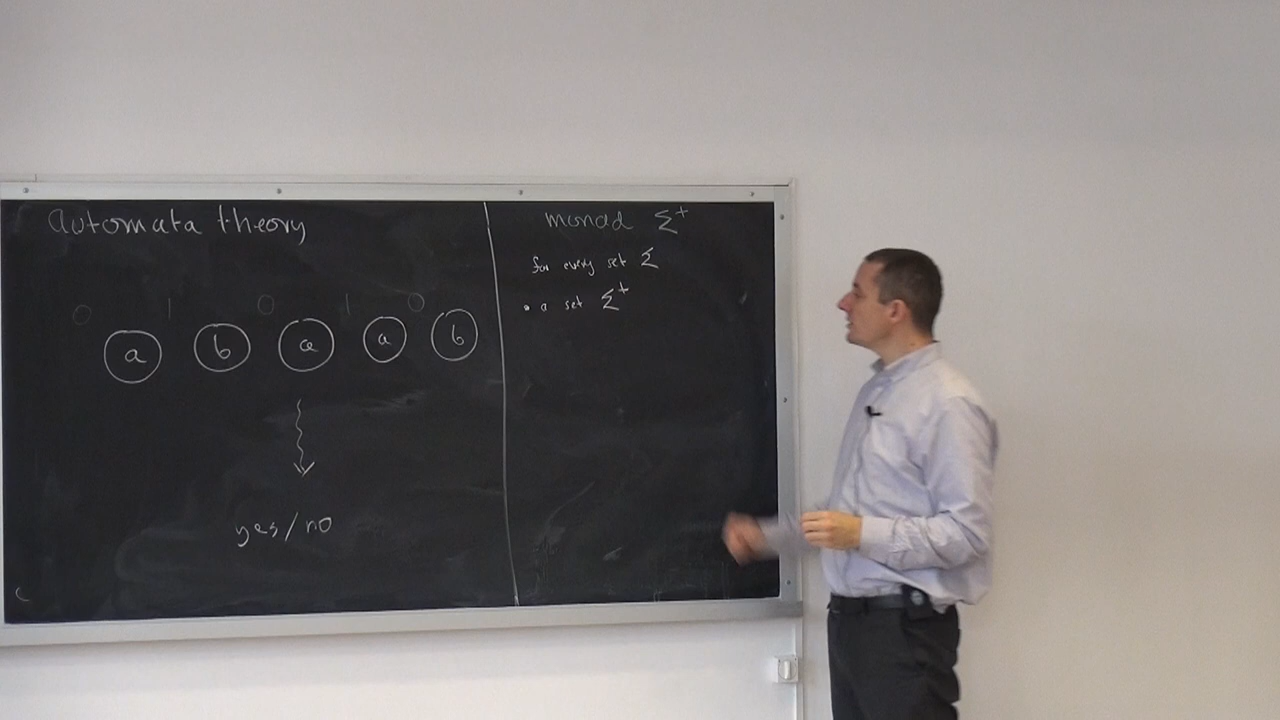 automata theory
0 1 0 1 0
a b a a b
yes/no
monad Σ⁺
for every set Σ
• a set Σ⁺